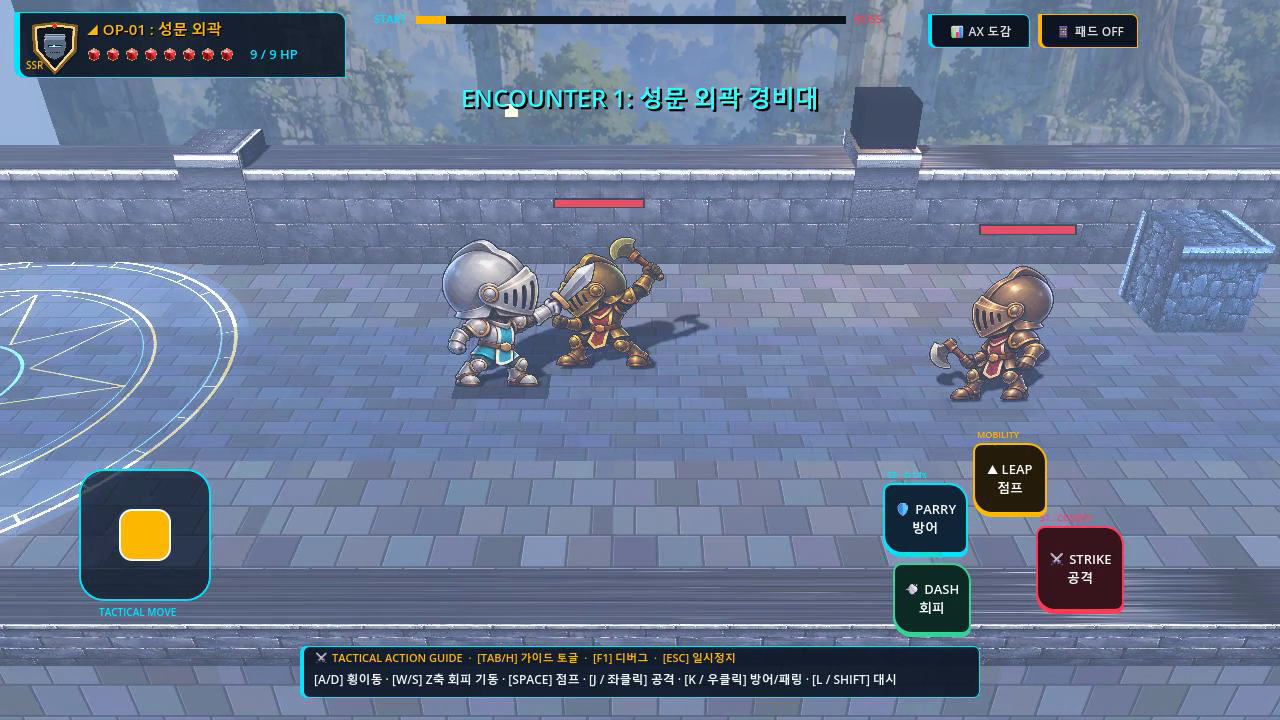 ◢ OP-01 : 성문 외곽
SSR
9 / 9 HP
START
BOSS
AX 도감
패드 OFF
ENCOUNTER 1: 성문 외곽 경비대
MOBILITY
▲ LEAP
점프
PARRY
방어
STRIKE
공격
DASH
회피
TACTICAL MOVE
TACTICAL ACTION GUIDE · [TAB/H] 가이드 토글 · [F1] 디버그 · [ESC] 일시정지
[A/D] 횡이동 · [W/S] Z축 회피 기동 · [SPACE] 점프 · [J / 좌클릭] 공격 · [K / 우클릭] 방어/패링 · [L / SHIFT] 대시